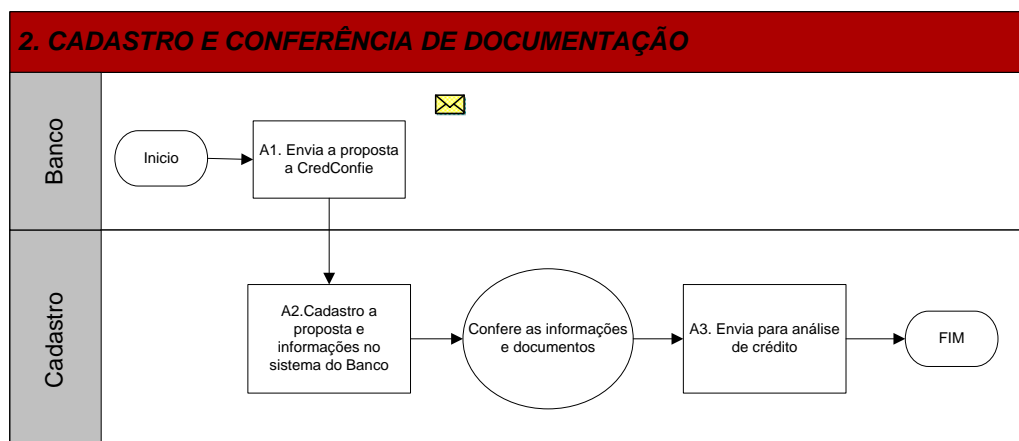 2. CADASTRO E CONFERÊNCIA DE DOCUMENTAÇÃO
Banco
Inicio
A1. Envia a proposta
a CredConfie
Cadastro
A2.Cadastro a
proposta e
informações no
sistema do Banco
Confere as informações
e documentos
A3. Envia para análise
de crédito
FIM